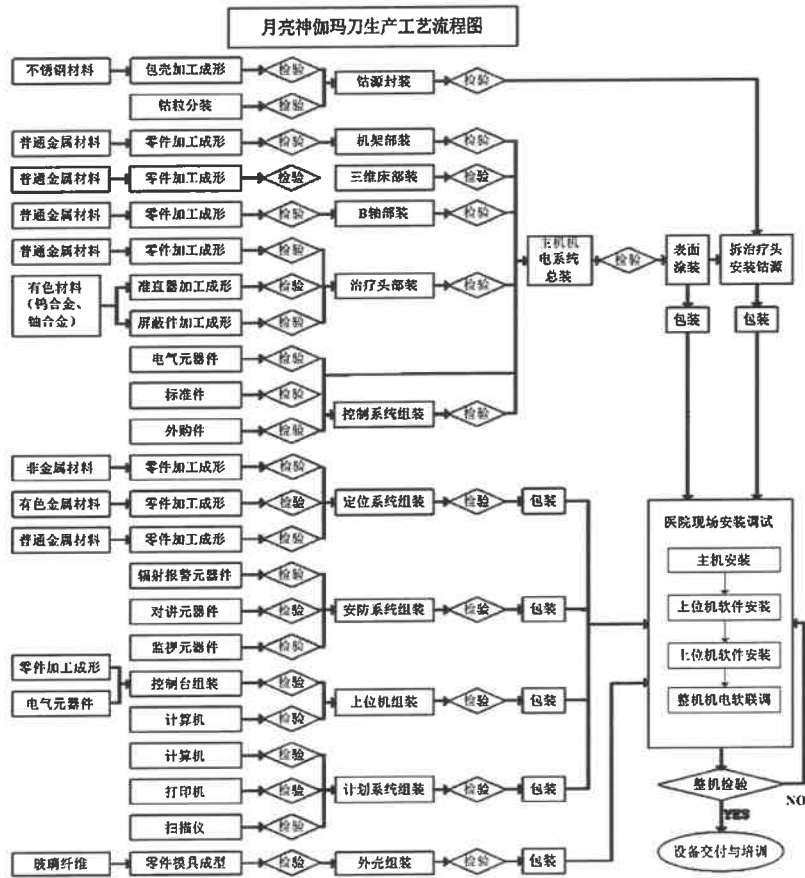 月亮神伽玛刀生产工艺流程图
不锈钢材料 包壳加工成形 检验 钴源封装 检验
钴粒分装 检验
普通金属材料 零件加工成形 检验 机架部装 检验
普通金属材料 零件加工成形 检验 三维床部装 检验
普通金属材料 零件加工成形 检验 B轴部装 检验
普通金属材料 零件加工成形 检验
主机机
电系统
总装
检验
表面
涂装
拆治疗头
安装钴源
有色材料
(钨合金、
铀合金)
准直器加工成形 检验 治疗头部装 检验
屏蔽件加工成形 检验
包装 包装
电气元器件 检验
标准件 检验
控制系统组装 检验
外购件 检验
非金属材料 零件加工成形 检验
有色金属材料 零件加工成形 检验 定位系统组装 检验 包装
普通金属材料 零件加工成形 检验
医院现场安装调试
主机安装
上位机软件安装
上位机软件安装
整机机电软联调
辐射报警元器件 检验
对讲元器件 检验 安防系统组装 检验 包装
监护元器件 检验
零件加工成形
电气元器件
控制台组装 检验
上位机组装 检验 包装
计算机 检验
计算机 检验
打印机 检验 计划系统组装 检验 包装
扫描仪 检验
整机检验
NO
YES
设备交付与培训
玻璃纤维 零件模具成型 检验 外壳组装 检验 包装